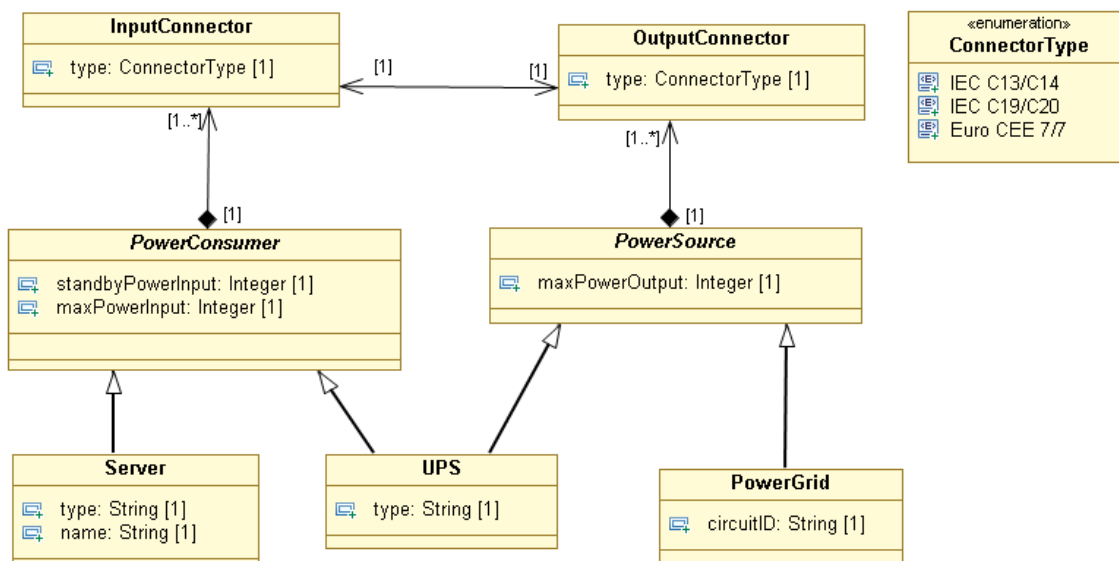 InputConnector
type: ConnectorType [1]
OutputConnector
type: ConnectorType [1]
«enumeration»
ConnectorType
IEC C13/C14
IEC C19/C20
Euro CEE 7/7
[1]
[1]
[1..*]
[1..*]
[1]
[1]
PowerConsumer
standbyPowerInput: Integer [1]
maxPowerInput: Integer [1]
PowerSource
maxPowerOutput: Integer [1]
Server
type: String [1]
name: String [1]
UPS
type: String [1]
PowerGrid
circuitID: String [1]